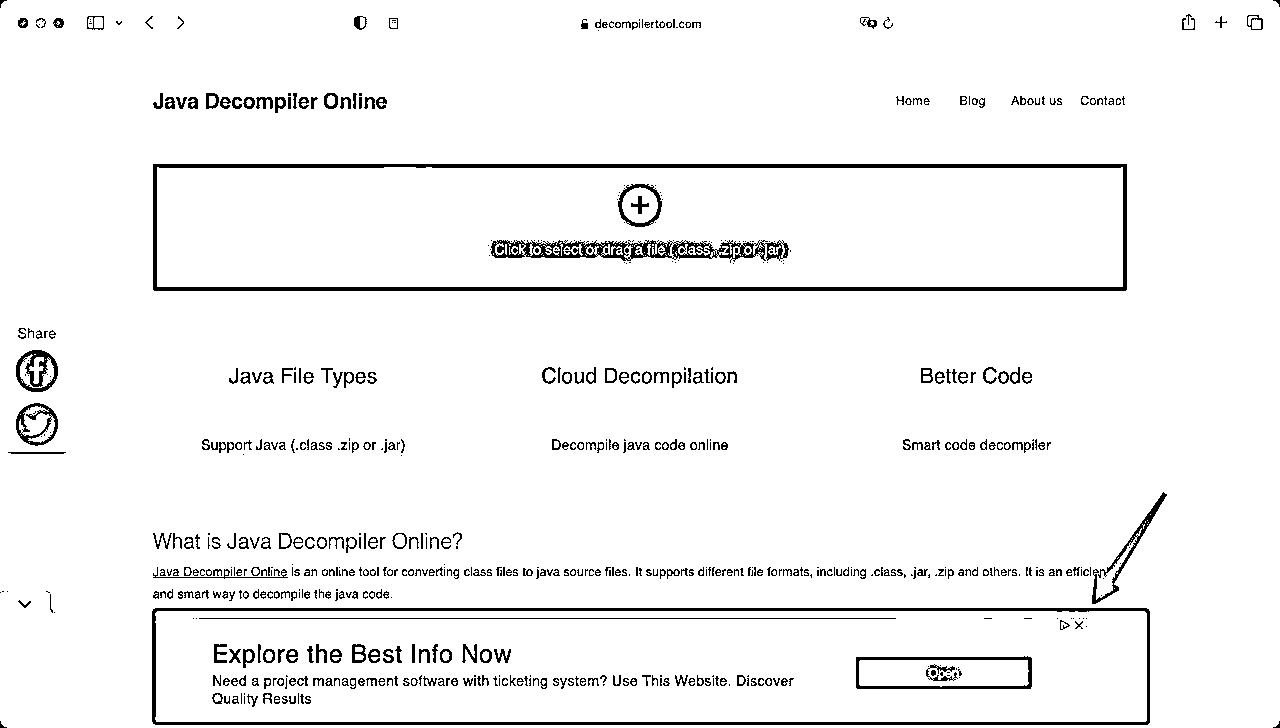 decompilertool.com
Java Decompiler Online
Home Blog About us Contact
Click to select or drag a file (.class, .zip or .jar)
Share
Java File Types Cloud Decompilation Better Code
Support Java (.class .zip or .jar) Decompile java code online Smart code decompiler
What is Java Decompiler Online?
Java Decompiler Online is an online tool for converting class files to java source files. It supports different file formats, including .class, .jar, .zip and others. It is an efficien
and smart way to decompile the java code.
Explore the Best Info Now
Need a project management software with ticketing system? Use This Website. Discover
Quality Results
Open